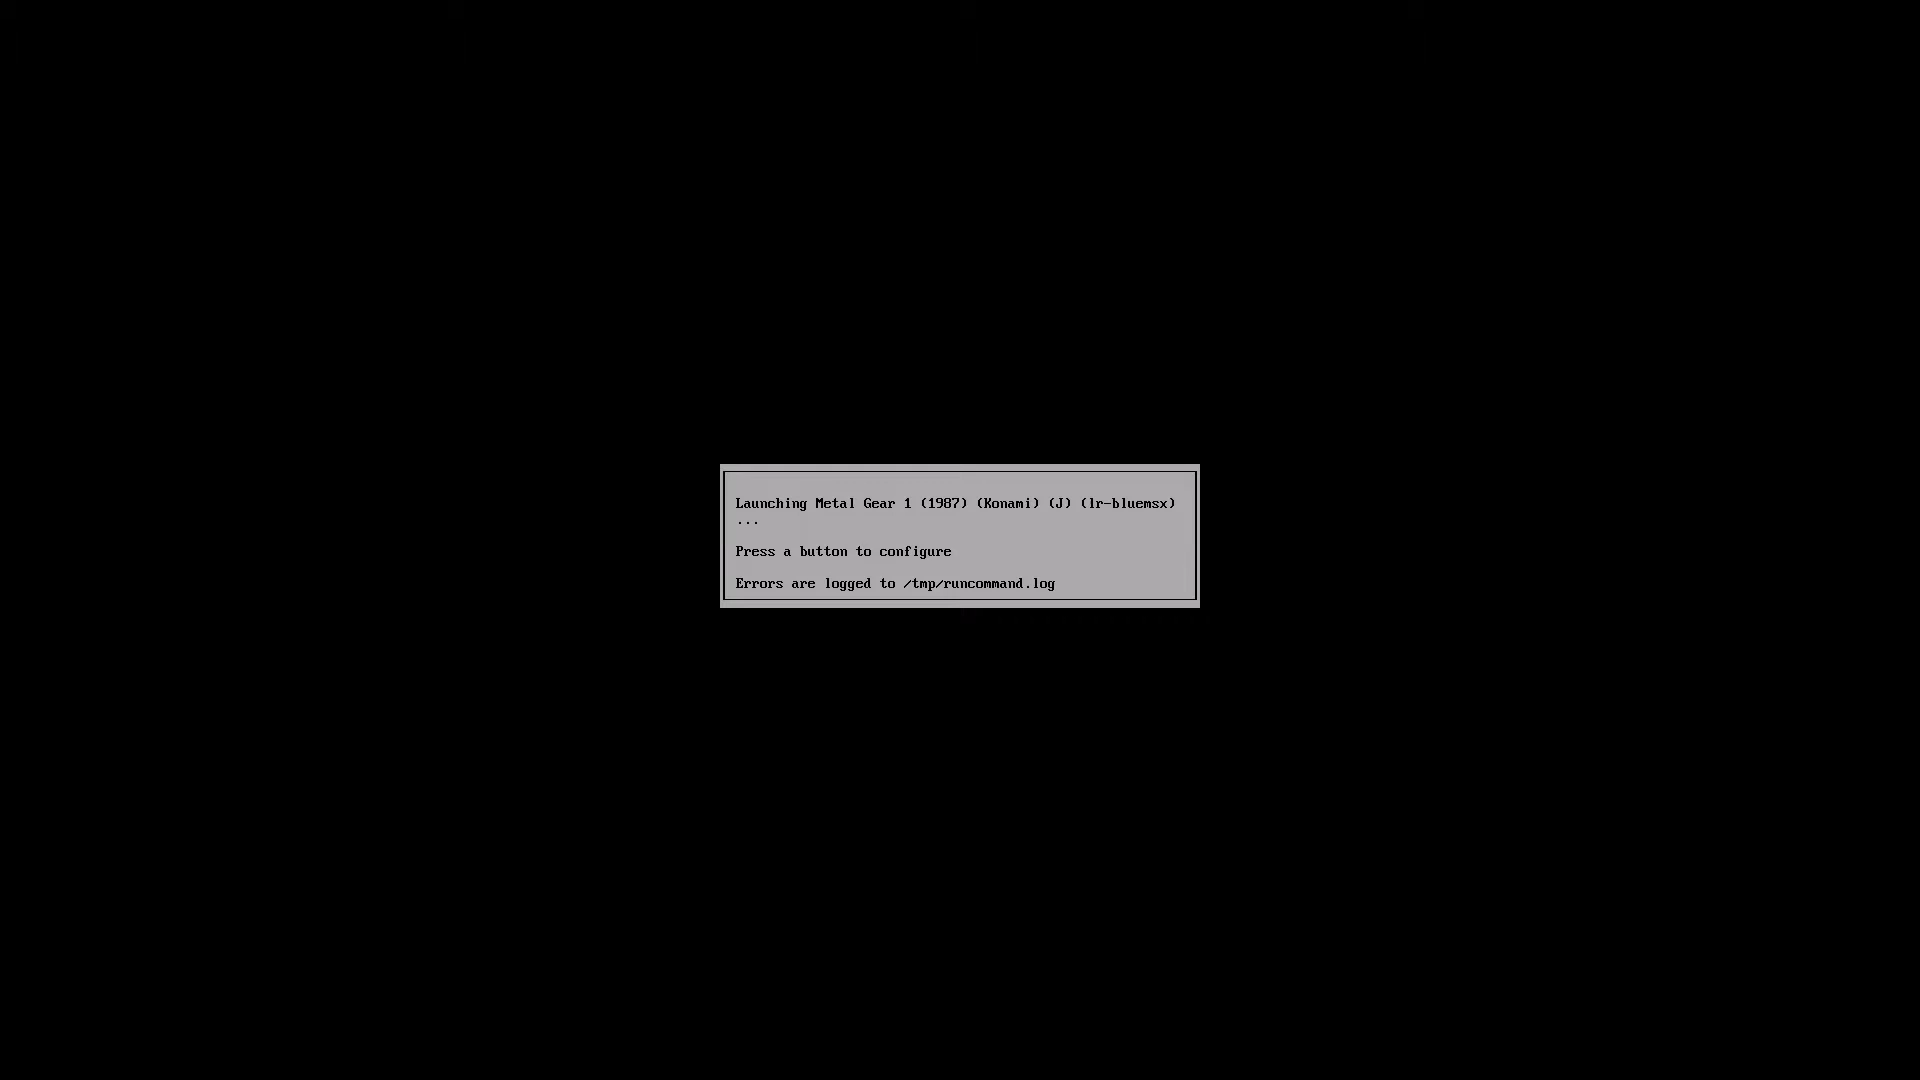 Launching Metal Gear 1 (1987) (Konami) (J) (lr-bluemsx)
...
Press a button to configure
Errors are logged to /tmp/runcommand.log